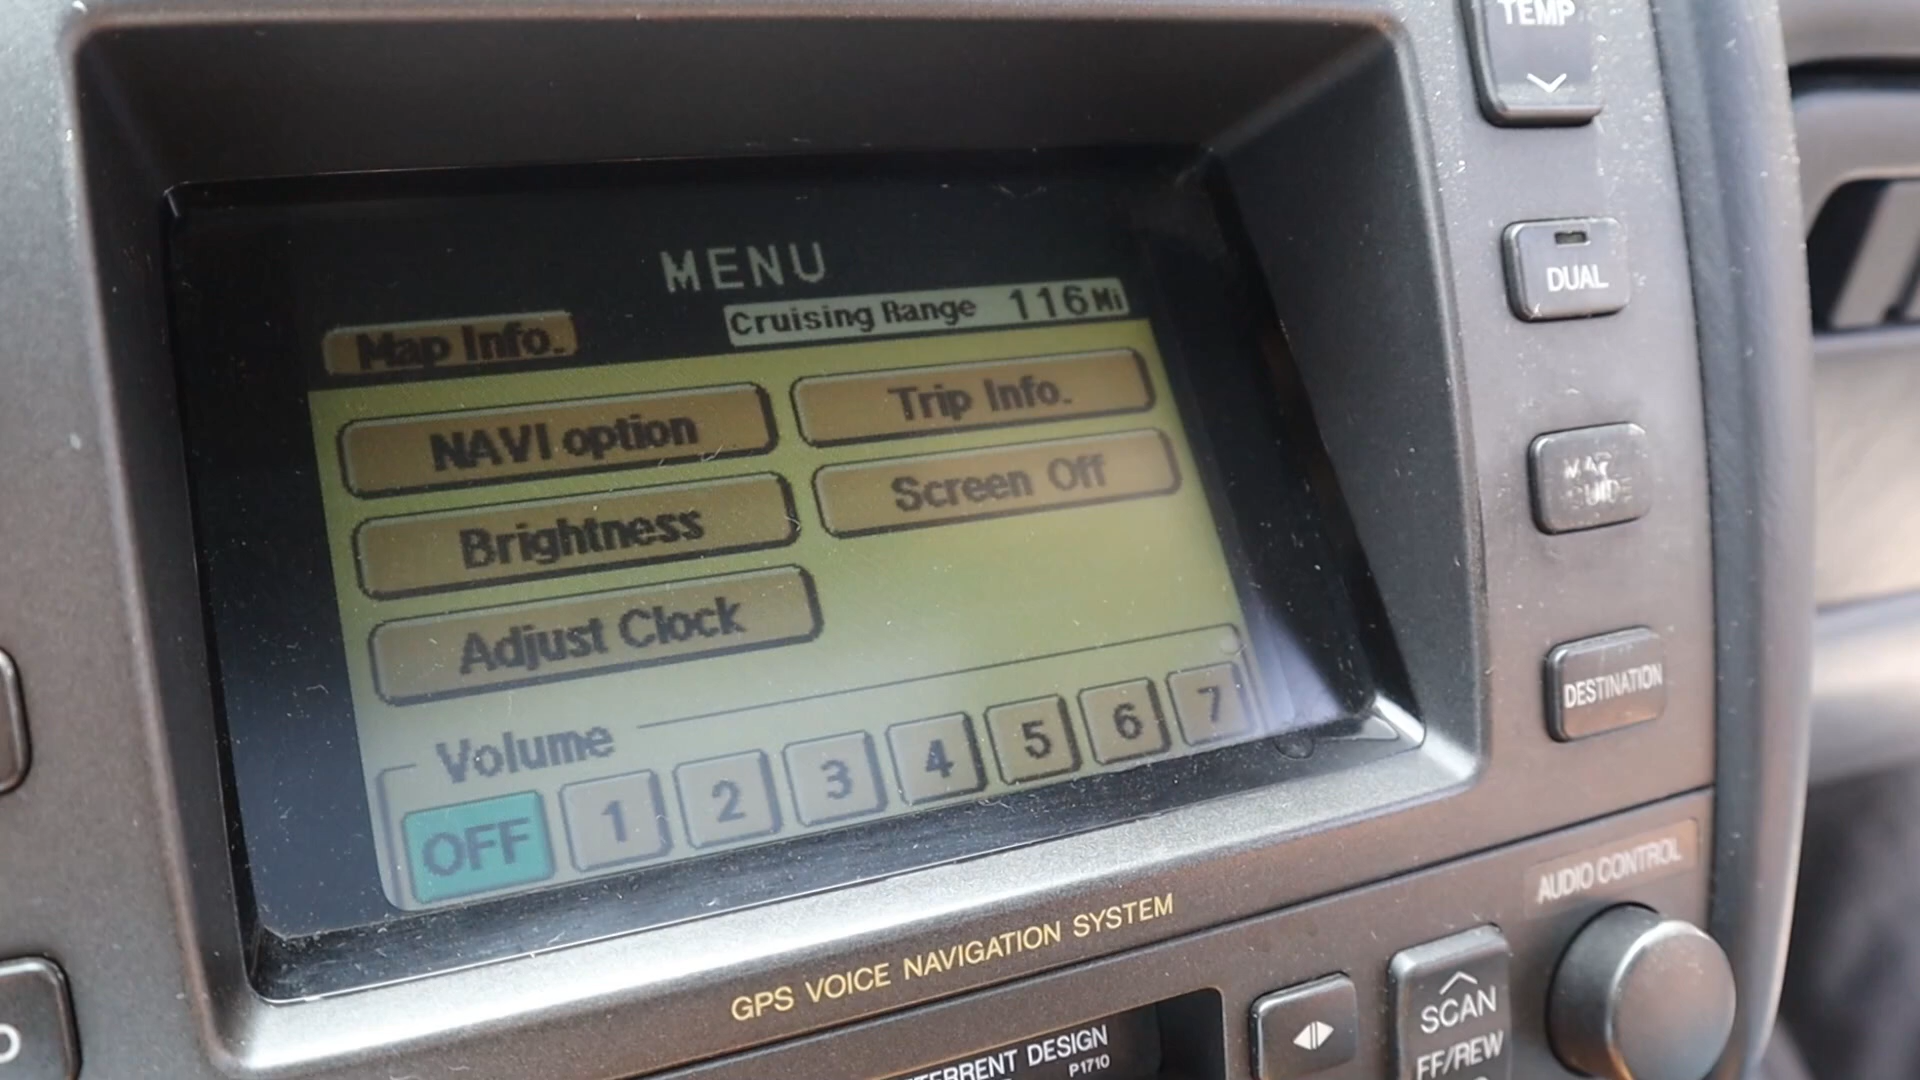 TEMP
MENU
Cruising Range 116Mi
Map Info.
DUAL
NAVI option
Trip Info.
Brightness
Screen Off
MAP
GUIDE
Adjust Clock
DESTINATION
Volume
OFF 1 2 3 4 5 6 7
AUDIO CONTROL
GPS VOICE NAVIGATION SYSTEM
SCAN
FF/REW
DESIGN
P1710